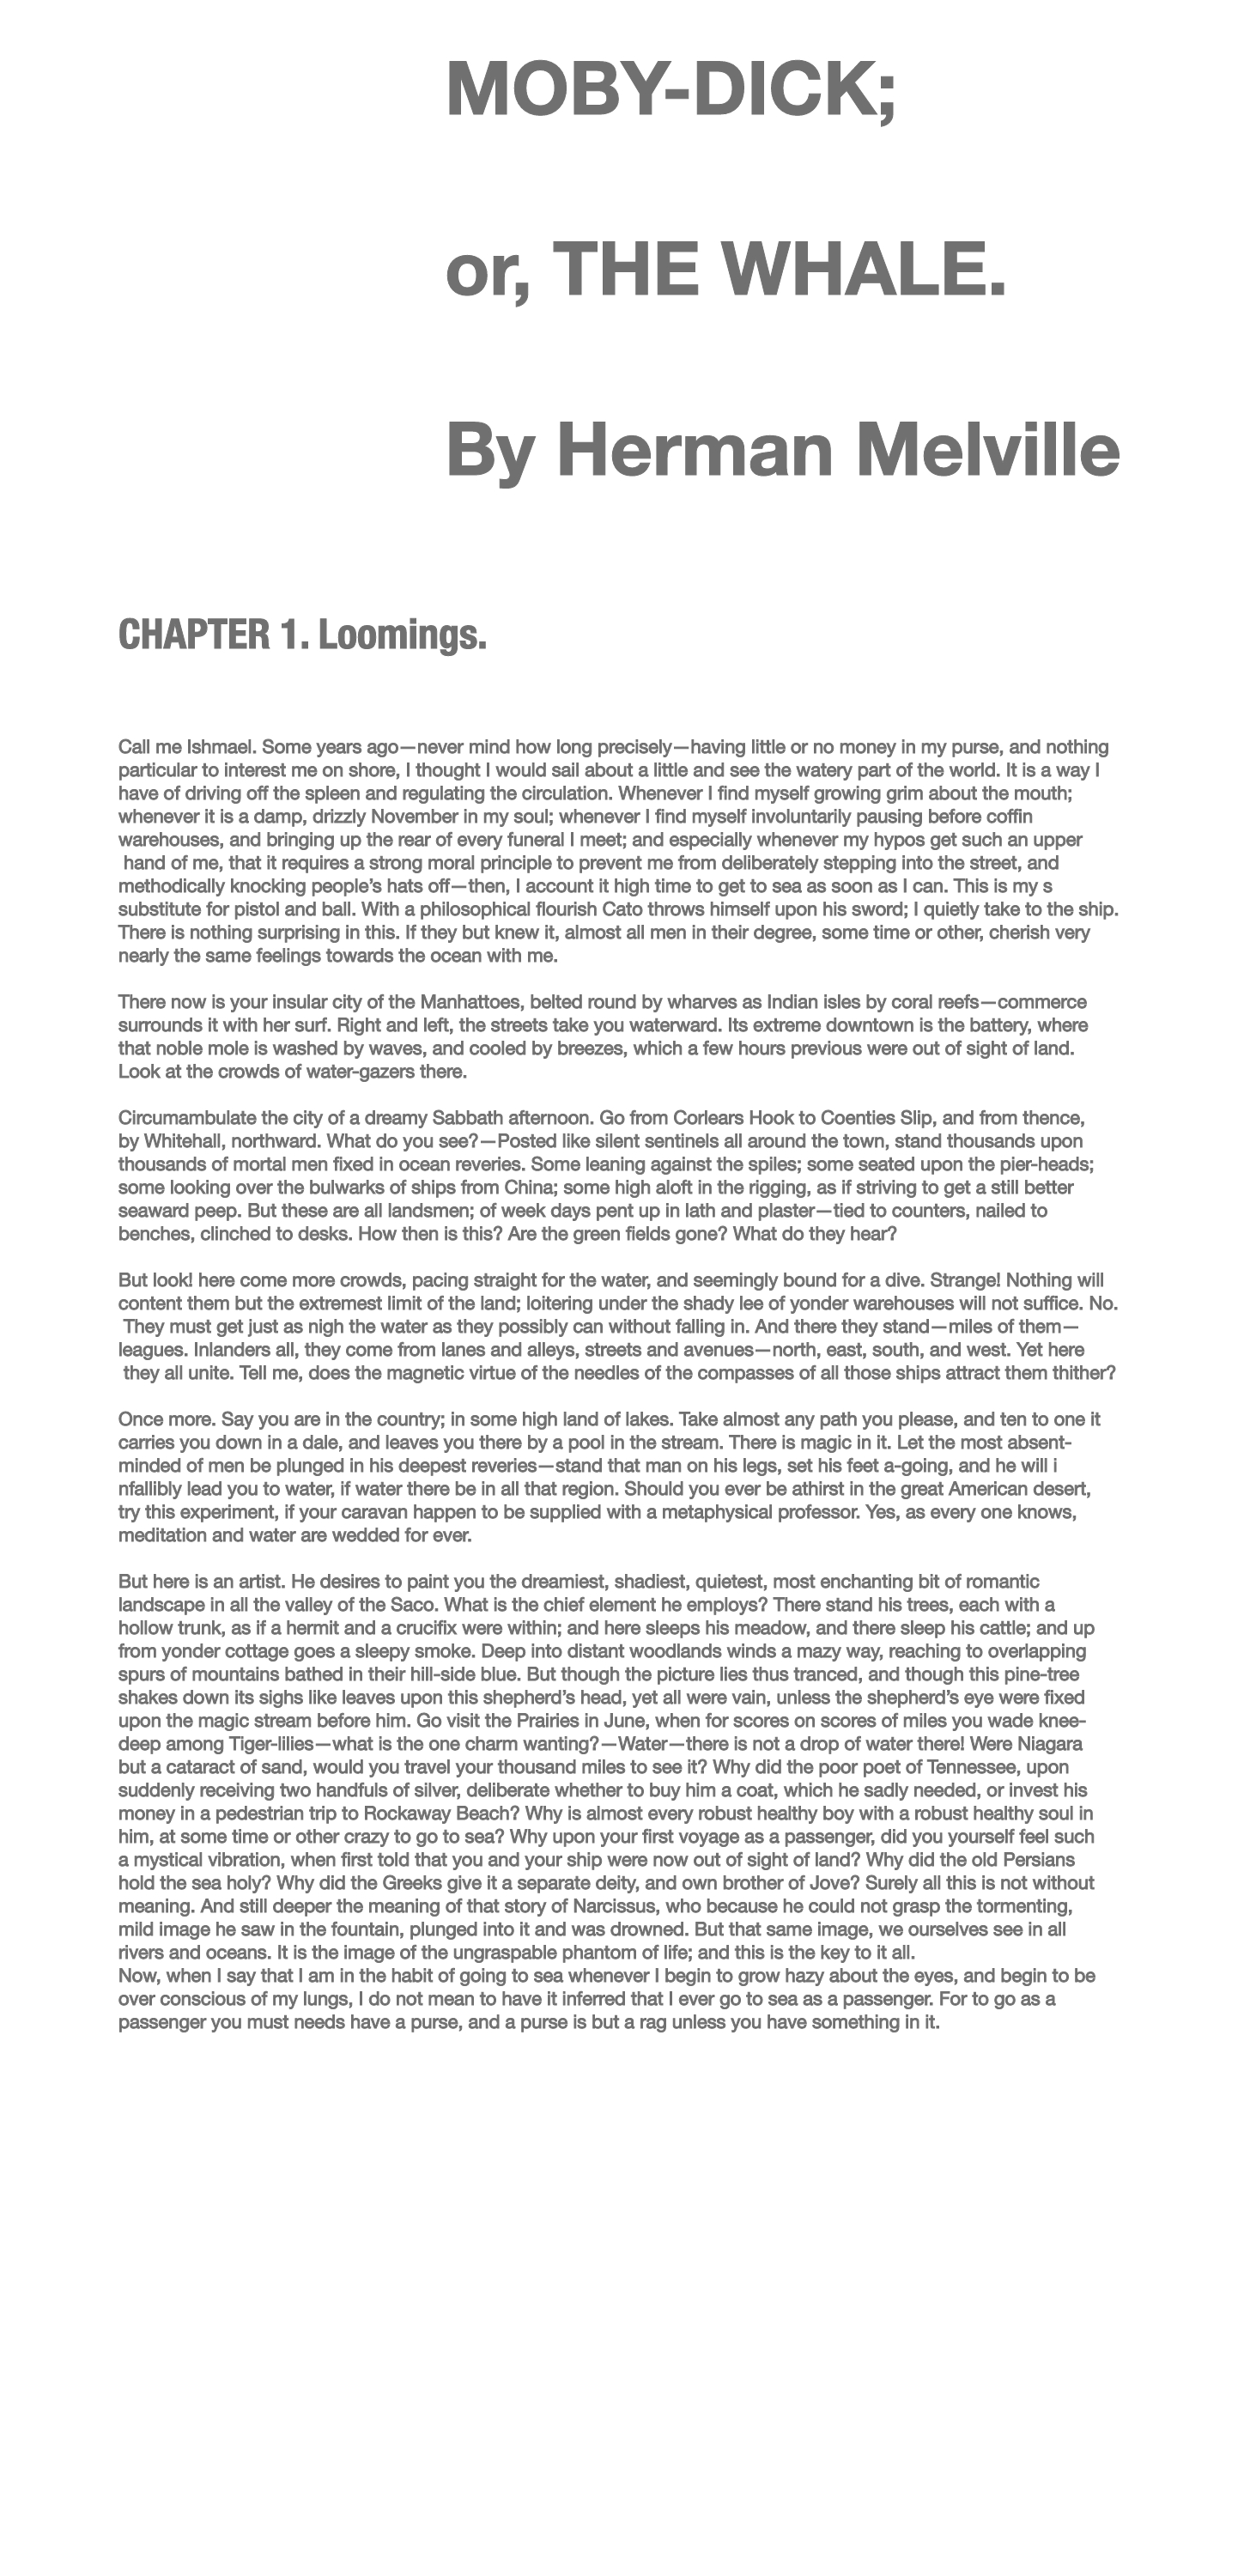 MOBY-DICK;
or, THE WHALE.
By Herman Melville
CHAPTER 1. Loomings.
Call me Ishmael. Some years ago—never mind how long precisely—having little or no money in my purse, and nothing
particular to interest me on shore, I thought I would sail about a little and see the watery part of the world. It is a way I
have of driving off the spleen and regulating the circulation. Whenever I find myself growing grim about the mouth;
whenever it is a damp, drizzly November in my soul; whenever I find myself involuntarily pausing before coffin
warehouses, and bringing up the rear of every funeral I meet; and especially whenever my hypos get such an upper
hand of me, that it requires a strong moral principle to prevent me from deliberately stepping into the street, and
methodically knocking people’s hats off—then, I account it high time to get to sea as soon as I can. This is my s
substitute for pistol and ball. With a philosophical flourish Cato throws himself upon his sword; I quietly take to the ship.
There is nothing surprising in this. If they but knew it, almost all men in their degree, some time or other, cherish very
nearly the same feelings towards the ocean with me.
There now is your insular city of the Manhattoes, belted round by wharves as Indian isles by coral reefs—commerce
surrounds it with her surf. Right and left, the streets take you waterward. Its extreme downtown is the battery, where
that noble mole is washed by waves, and cooled by breezes, which a few hours previous were out of sight of land.
Look at the crowds of water-gazers there.
Circumambulate the city of a dreamy Sabbath afternoon. Go from Corlears Hook to Coenties Slip, and from thence,
by Whitehall, northward. What do you see?—Posted like silent sentinels all around the town, stand thousands upon
thousands of mortal men fixed in ocean reveries. Some leaning against the spiles; some seated upon the pier-heads;
some looking over the bulwarks of ships from China; some high aloft in the rigging, as if striving to get a still better
seaward peep. But these are all landsmen; of week days pent up in lath and plaster—tied to counters, nailed to
benches, clinched to desks. How then is this? Are the green fields gone? What do they hear?
But look! here come more crowds, pacing straight for the water, and seemingly bound for a dive. Strange! Nothing will
content them but the extremest limit of the land; loitering under the shady lee of yonder warehouses will not suffice. No.
They must get just as nigh the water as they possibly can without falling in. And there they stand—miles of them—
leagues. Inlanders all, they come from lanes and alleys, streets and avenues—north, east, south, and west. Yet here
they all unite. Tell me, does the magnetic virtue of the needles of the compasses of all those ships attract them thither?
Once more. Say you are in the country; in some high land of lakes. Take almost any path you please, and ten to one it
carries you down in a dale, and leaves you there by a pool in the stream. There is magic in it. Let the most absent-
minded of men be plunged in his deepest reveries—stand that man on his legs, set his feet a-going, and he will i
nfallibly lead you to water, if water there be in all that region. Should you ever be athirst in the great American desert,
try this experiment, if your caravan happen to be supplied with a metaphysical professor. Yes, as every one knows,
meditation and water are wedded for ever.
But here is an artist. He desires to paint you the dreamiest, shadiest, quietest, most enchanting bit of romantic
landscape in all the valley of the Saco. What is the chief element he employs? There stand his trees, each with a
hollow trunk, as if a hermit and a crucifix were within; and here sleeps his meadow, and there sleep his cattle; and up
from yonder cottage goes a sleepy smoke. Deep into distant woodlands winds a mazy way, reaching to overlapping
spurs of mountains bathed in their hill-side blue. But though the picture lies thus tranced, and though this pine-tree
shakes down its sighs like leaves upon this shepherd’s head, yet all were vain, unless the shepherd’s eye were fixed
upon the magic stream before him. Go visit the Prairies in June, when for scores on scores of miles you wade knee-
deep among Tiger-lilies—what is the one charm wanting?—Water—there is not a drop of water there! Were Niagara
but a cataract of sand, would you travel your thousand miles to see it? Why did the poor poet of Tennessee, upon
suddenly receiving two handfuls of silver, deliberate whether to buy him a coat, which he sadly needed, or invest his
money in a pedestrian trip to Rockaway Beach? Why is almost every robust healthy boy with a robust healthy soul in
him, at some time or other crazy to go to sea? Why upon your first voyage as a passenger, did you yourself feel such
a mystical vibration, when first told that you and your ship were now out of sight of land? Why did the old Persians
hold the sea holy? Why did the Greeks give it a separate deity, and own brother of Jove? Surely all this is not without
meaning. And still deeper the meaning of that story of Narcissus, who because he could not grasp the tormenting,
mild image he saw in the fountain, plunged into it and was drowned. But that same image, we ourselves see in all
rivers and oceans. It is the image of the ungraspable phantom of life; and this is the key to it all.
Now, when I say that I am in the habit of going to sea whenever I begin to grow hazy about the eyes, and begin to be
over conscious of my lungs, I do not mean to have it inferred that I ever go to sea as a passenger. For to go as a
passenger you must needs have a purse, and a purse is but a rag unless you have something in it.